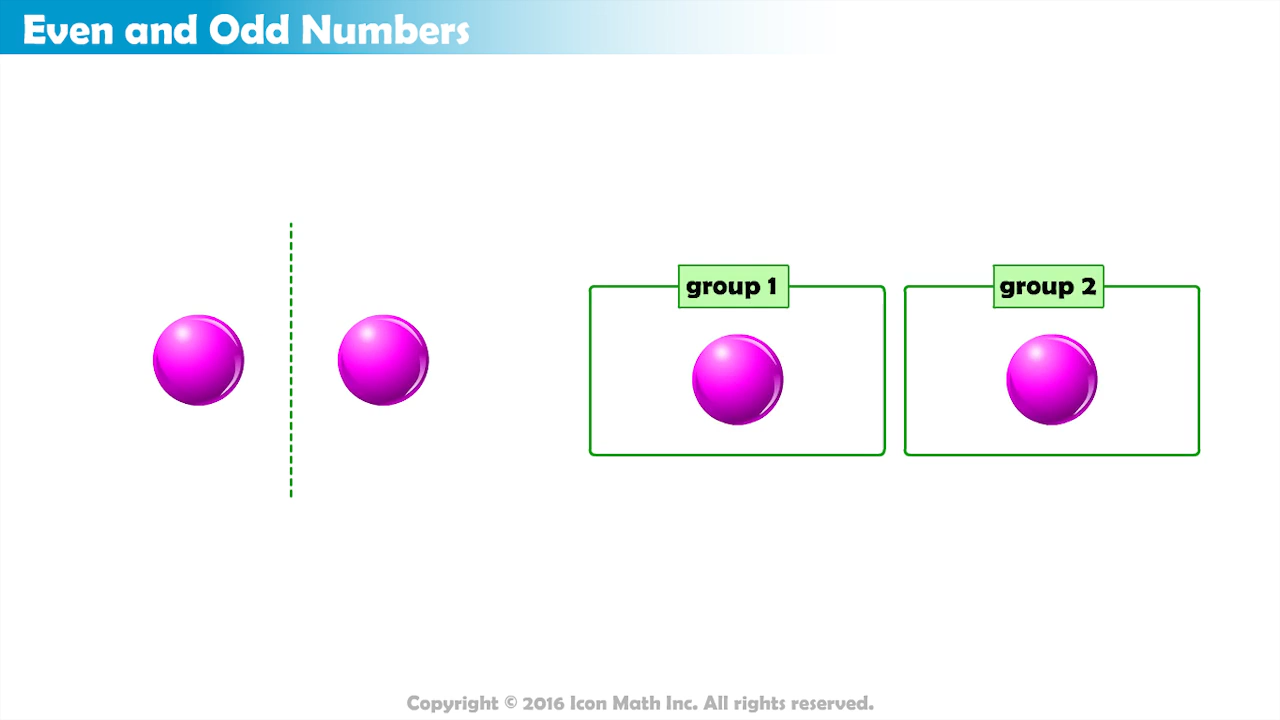 Even and Odd Numbers
group 1
group 2
Copyright © 2016 Icon Math Inc. All rights reserved.